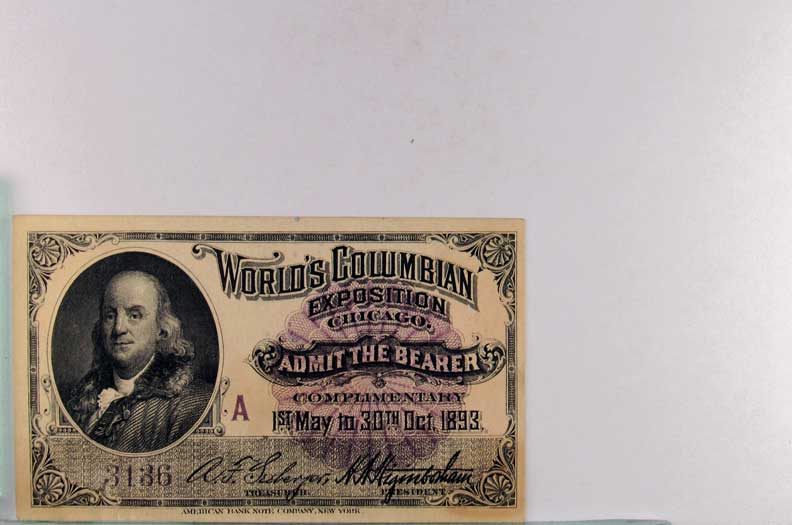 WORLD'S COLUMBIAN
EXPOSITION
CHICAGO.
ADMIT THE BEARER
COMPLIMENTARY
A
1ST May to 30TH Oct. 1893.
3136
TREASURER. PRESIDENT
AMERICAN BANK NOTE COMPANY, NEW YORK